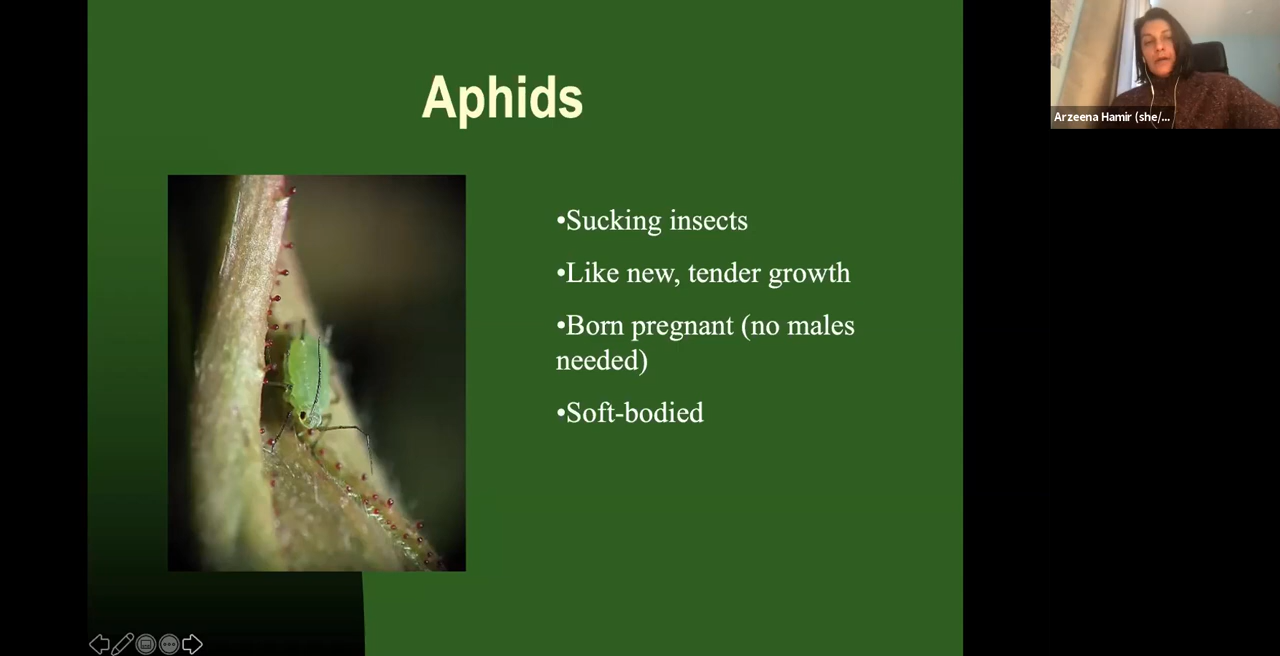 Aphids
Arzeena Hamir (she/...
•Sucking insects
•Like new, tender growth
•Born pregnant (no males
needed)
•Soft-bodied